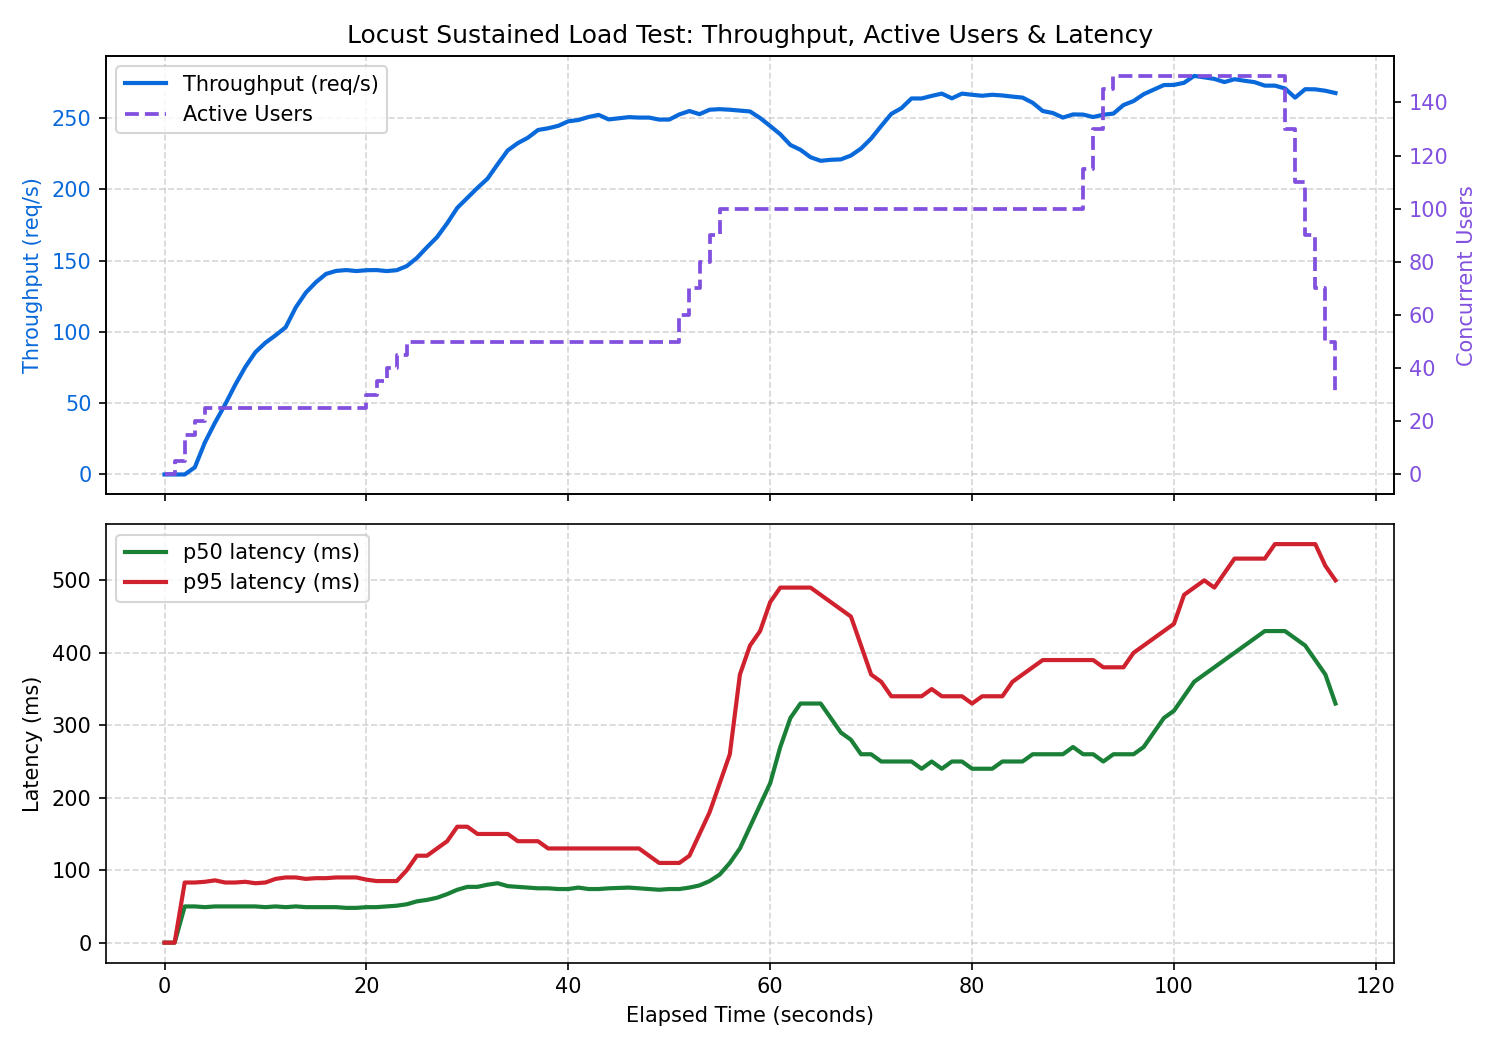 Locust Sustained Load Test: Throughput, Active Users & Latency
Throughput (req/s)
Active Users
Throughput (req/s)
250
200
150
100
50
0
140
120
100
80
60
40
20
0
Concurrent Users
p50 latency (ms)
p95 latency (ms)
Latency (ms)
500
400
300
200
100
0
0 20 40 60 80 100 120
Elapsed Time (seconds)